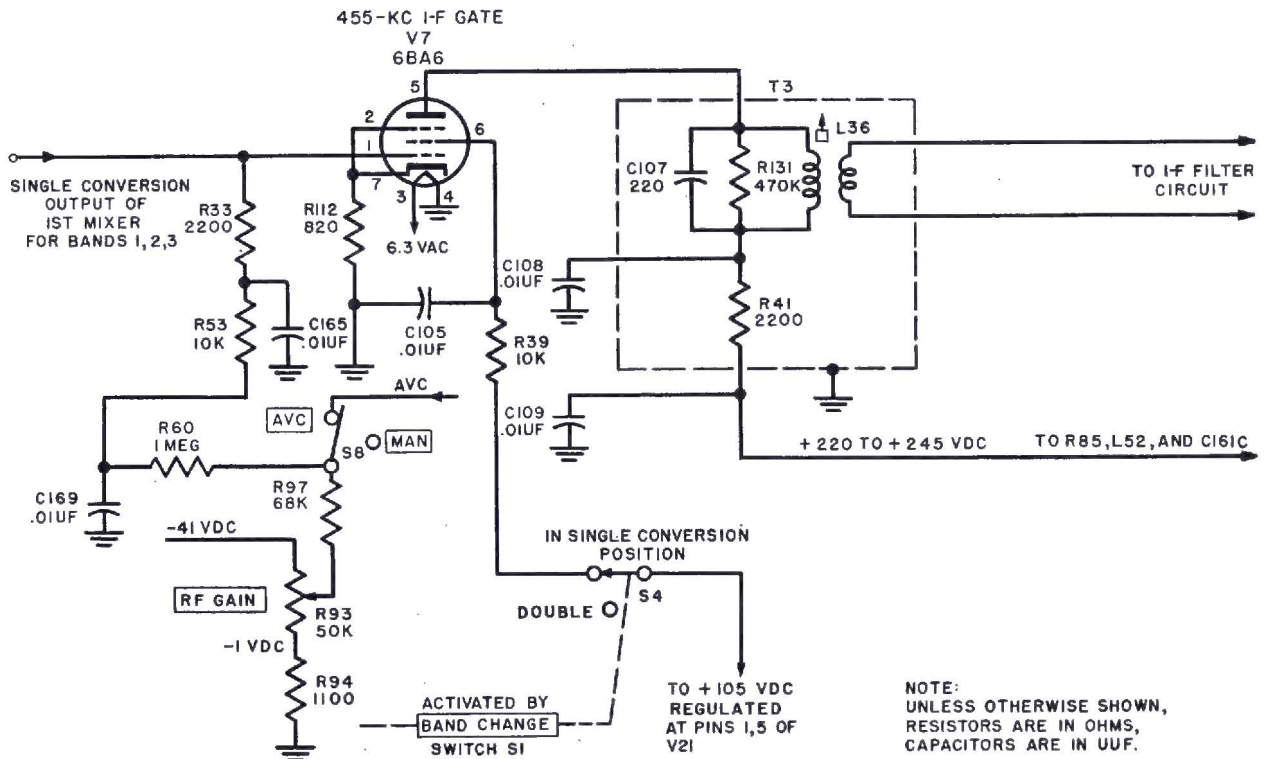 455-KC I-F GATE
V7
6BA6
5
2
1
6
7
3
4
6.3 VAC
SINGLE CONVERSION
OUTPUT OF
1ST MIXER
FOR BANDS 1,2,3
R33
2200
R112
820
R53
10K
C165
.01UF
C105
.01UF
R39
10K
T3
C107
220
R131
470K
L36
TO I-F FILTER
CIRCUIT
C108
.01UF
R41
2200
C109
.01UF
+220 TO +245 VDC
TO R85, L52, AND C161C
AVC
AVC
MAN
S8
R60
1 MEG
R97
68K
C169
.01UF
-41 VDC
RF GAIN
R93
50K
-1 VDC
R94
1100
IN SINGLE CONVERSION
POSITION
S4
DOUBLE
ACTIVATED BY
BAND CHANGE
SWITCH S1
TO +105 VDC
REGULATED
AT PINS 1,5 OF
V21
NOTE:
UNLESS OTHERWISE SHOWN,
RESISTORS ARE IN OHMS,
CAPACITORS ARE IN UUF.